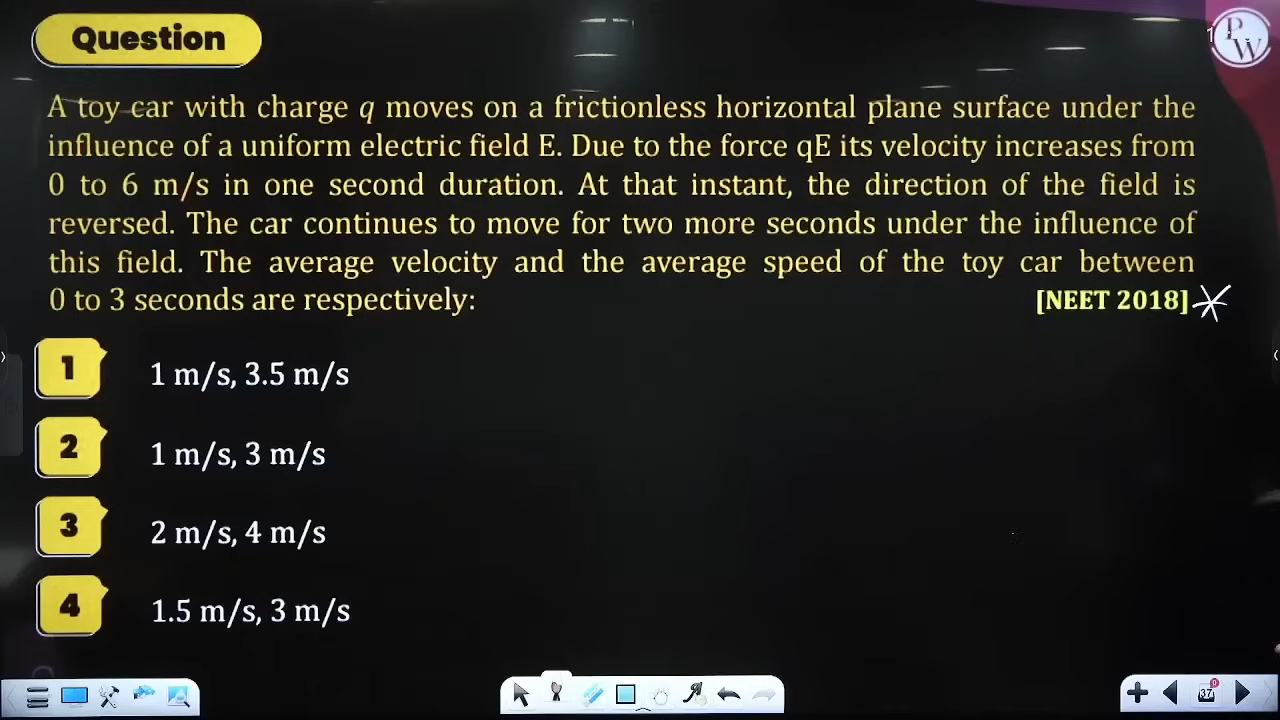 Question
PW
A toy car with charge q moves on a frictionless horizontal plane surface under the
influence of a uniform electric field E. Due to the force qE its velocity increases from
0 to 6 m/s in one second duration. At that instant, the direction of the field is
reversed. The car continues to move for two more seconds under the influence of
this field. The average velocity and the average speed of the toy car between
0 to 3 seconds are respectively:
[NEET 2018]
1 1 m/s, 3.5 m/s
2 1 m/s, 3 m/s
3 2 m/s, 4 m/s
4 1.5 m/s, 3 m/s
37
0